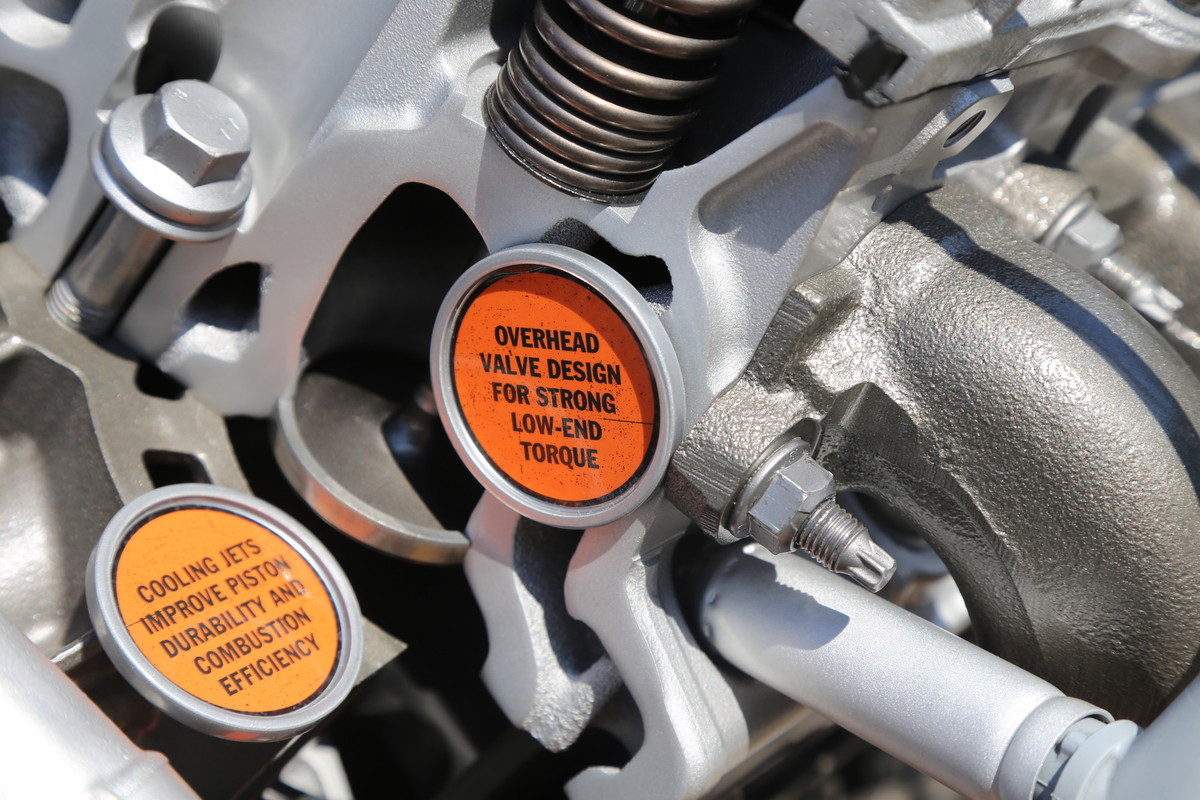 OVERHEAD
VALVE DESIGN
FOR STRONG
LOW-END
TORQUE
COOLING JETS
IMPROVE PISTON
DURABILITY AND
COMBUSTION
EFFICIENCY